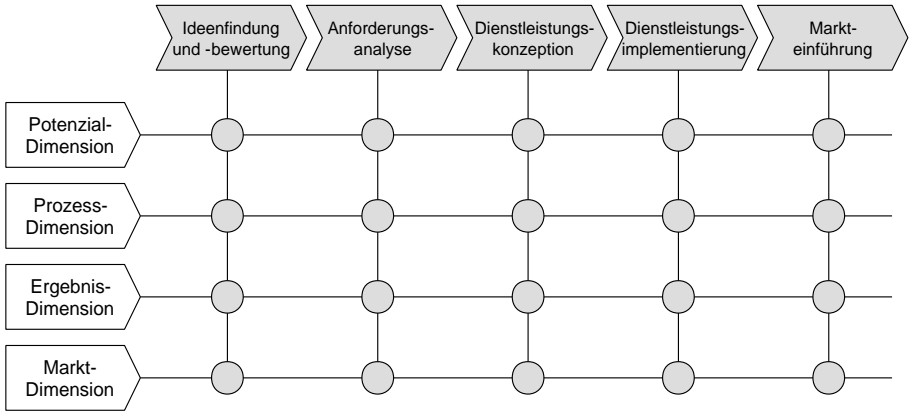 Ideenfindung
und -bewertung
Anforderungs-
analyse
Dienstleistungs-
konzeption
Dienstleistungs-
implementierung
Markt-
einführung
Potenzial-
Dimension
Prozess-
Dimension
Ergebnis-
Dimension
Markt-
Dimension